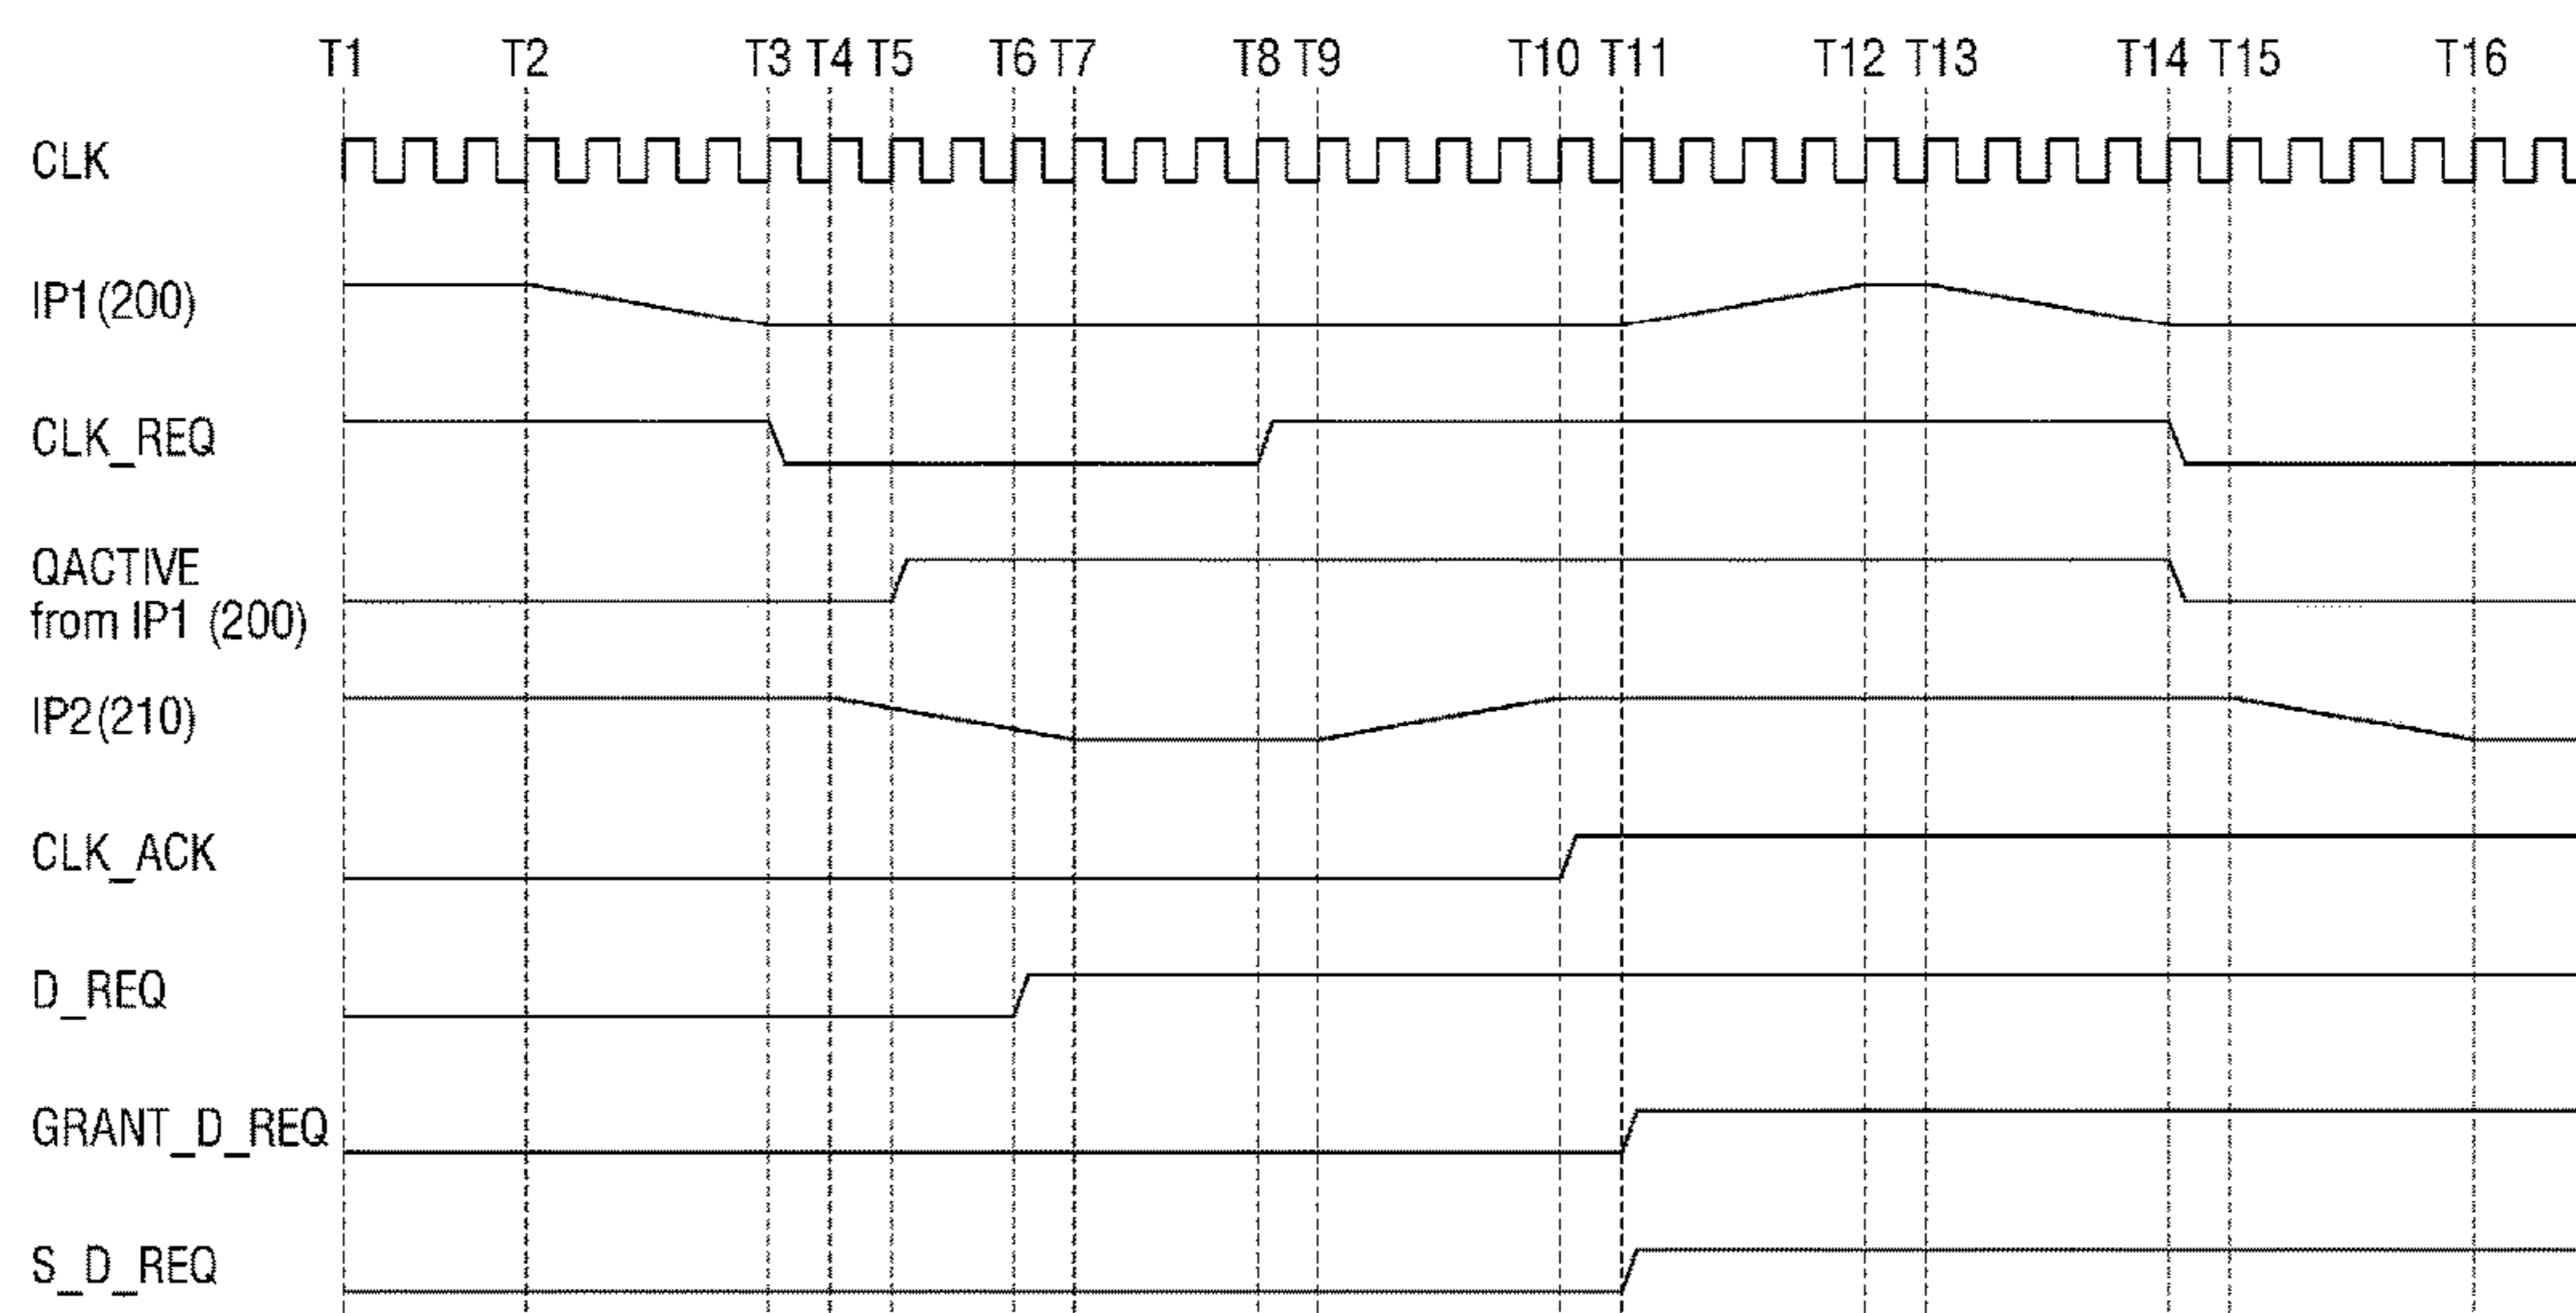 T1 T2 T3 T4 T5 T6 T7 T8 T9 T10 T11 T12 T13 T14 T15 T16
CLK
IP1(200)
CLK_REQ
QACTIVE
from IP1 (200)
IP2(210)
CLK_ACK
D_REQ
GRANT_D_REQ
S_D_REQ